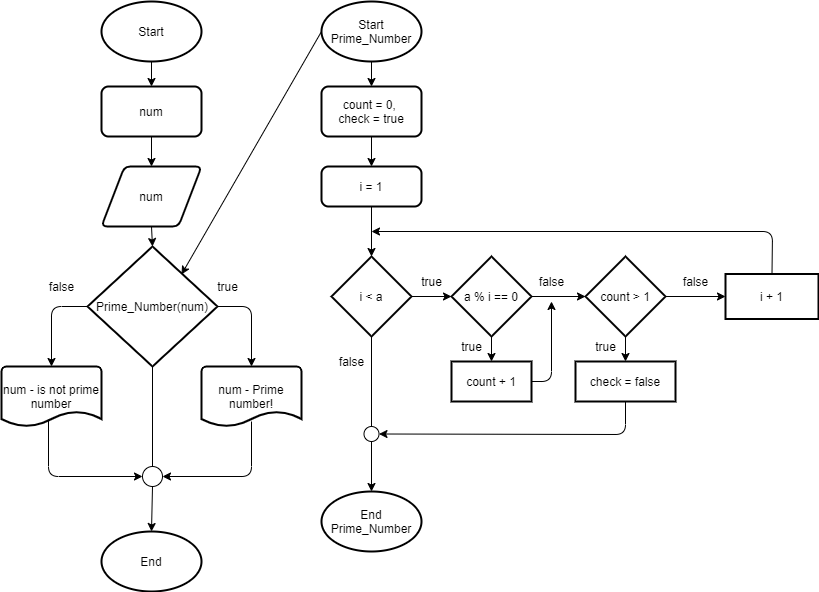 Start
num
num
Prime_Number(num)
false
true
num - is not prime
number
num - Prime
number!
End
Start
Prime_Number
count = 0,
check = true
i = 1
i < a
true
false
a % i == 0
false
true
count + 1
count > 1
false
true
check = false
i + 1
End
Prime_Number